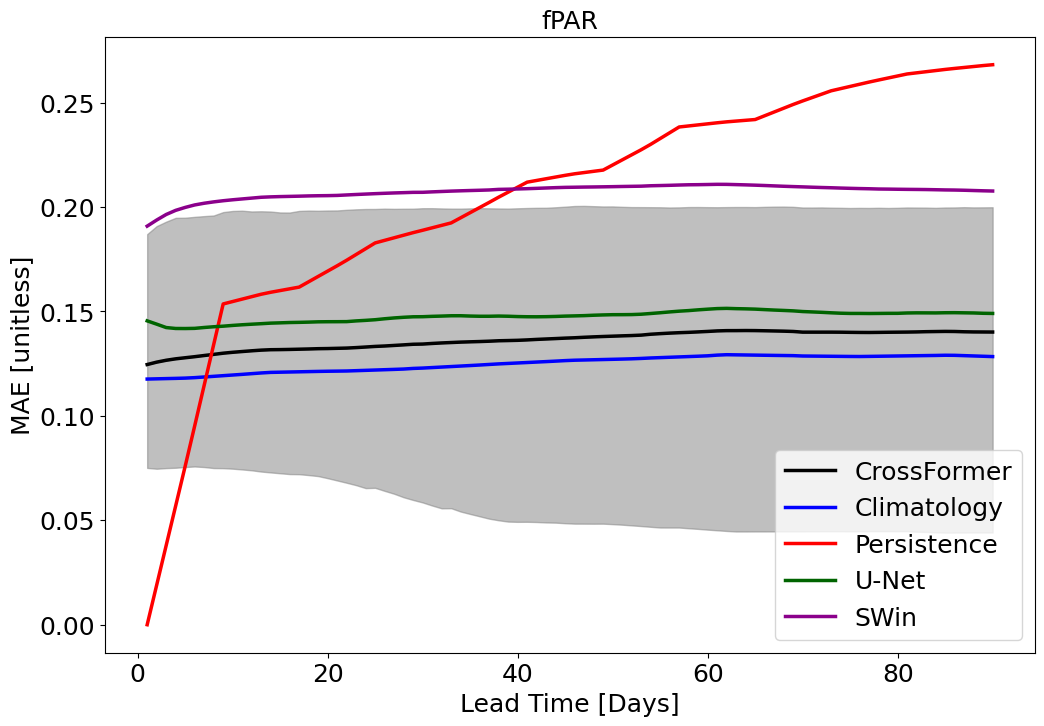 fPAR
MAE [unitless]
0.25
0.20
0.15
0.10
0.05
0.00
0
20
40
60
80
Lead Time [Days]
CrossFormer
Climatology
Persistence
U-Net
SWin